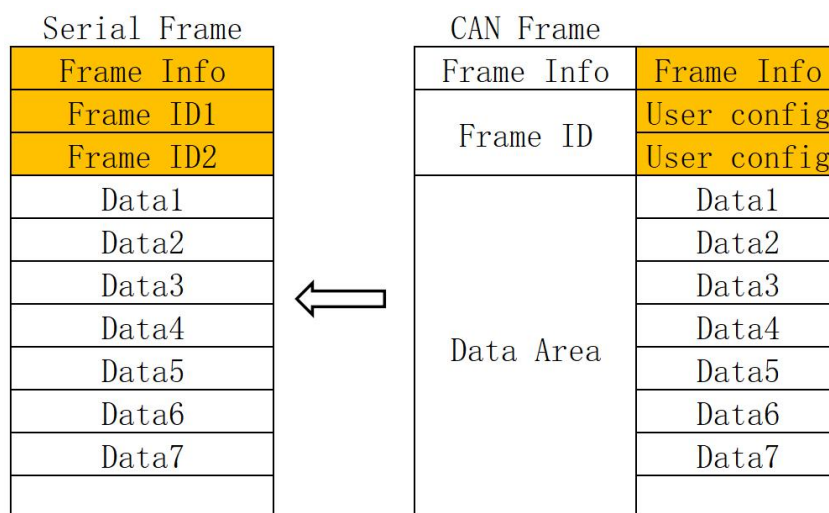 Serial Frame
CAN Frame
Frame Info
Frame Info
Frame Info
Frame ID1
Frame ID
User config
Frame ID2
User config
Data1
Data Area
Data1
Data2
Data2
Data3
Data3
Data4
Data4
Data5
Data5
Data6
Data6
Data7
Data7